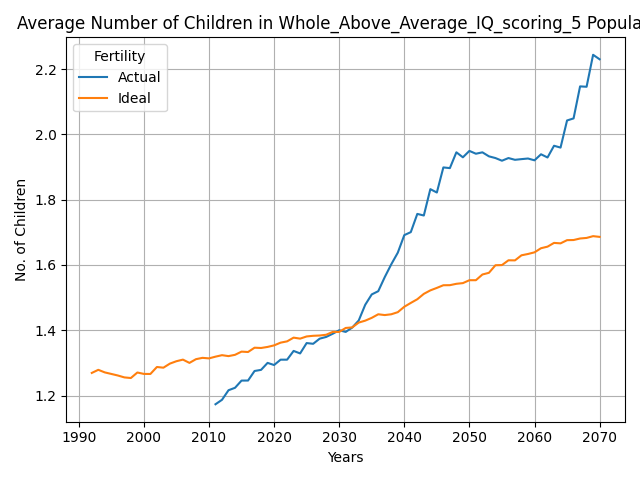 Average Number of Children in Whole_Above_Average_IQ_scoring_5 Popula
Fertility
Actual
Ideal
No. of Children
2.2
2.0
1.8
1.6
1.4
1.2
1990 2000 2010 2020 2030 2040 2050 2060 2070
Years